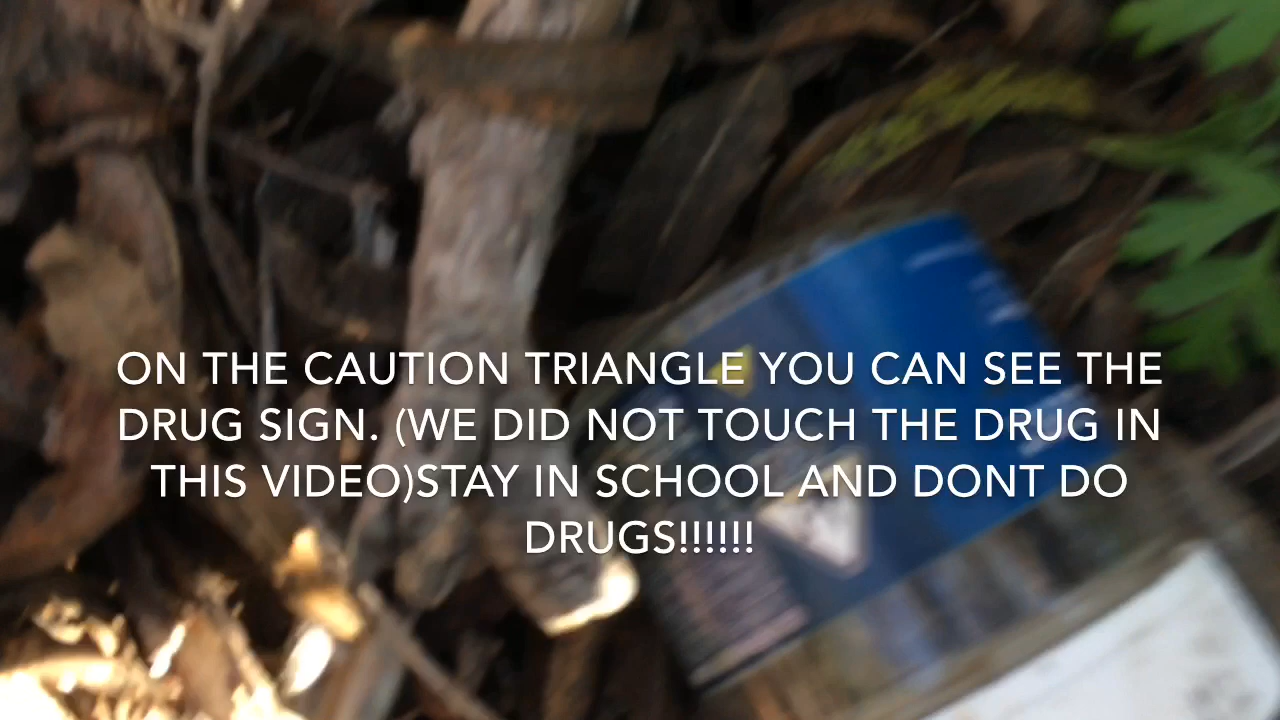 ON THE CAUTION TRIANGLE YOU CAN SEE THE
DRUG SIGN. (WE DID NOT TOUCH THE DRUG IN
THIS VIDEO)STAY IN SCHOOL AND DONT DO
DRUGS!!!!!!